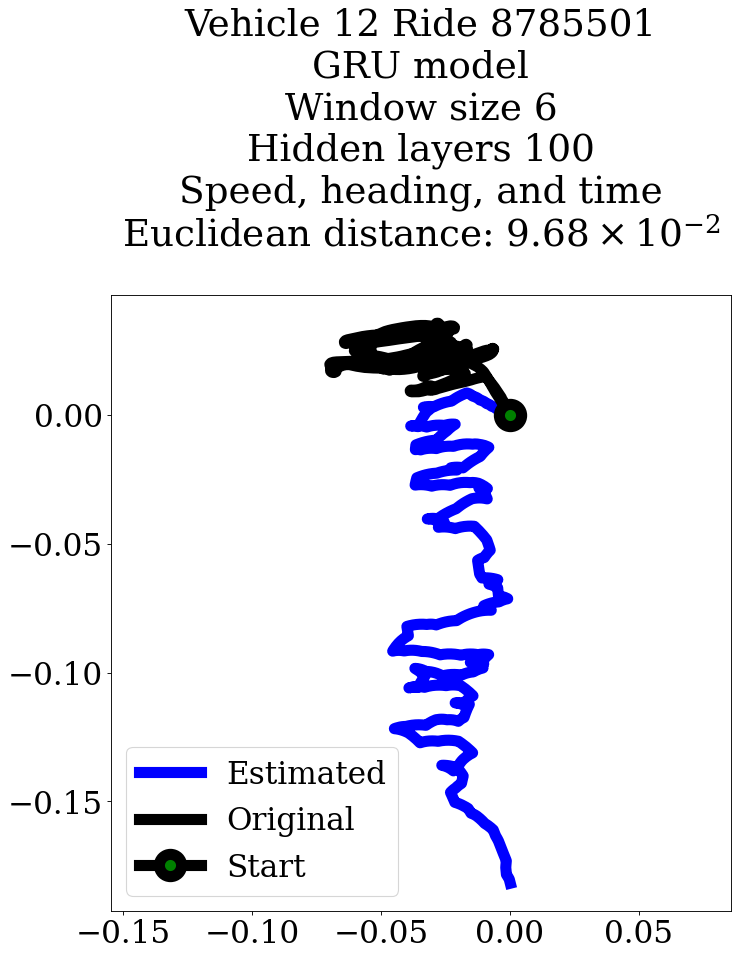 Vehicle 12 Ride 8785501
GRU model
Window size 6
Hidden layers 100
Speed, heading, and time
Euclidean distance: 9.68 × 10⁻²
0.00
−0.05
−0.10
−0.15
Estimated
Original
Start
−0.15 −0.10 −0.05 0.00 0.05